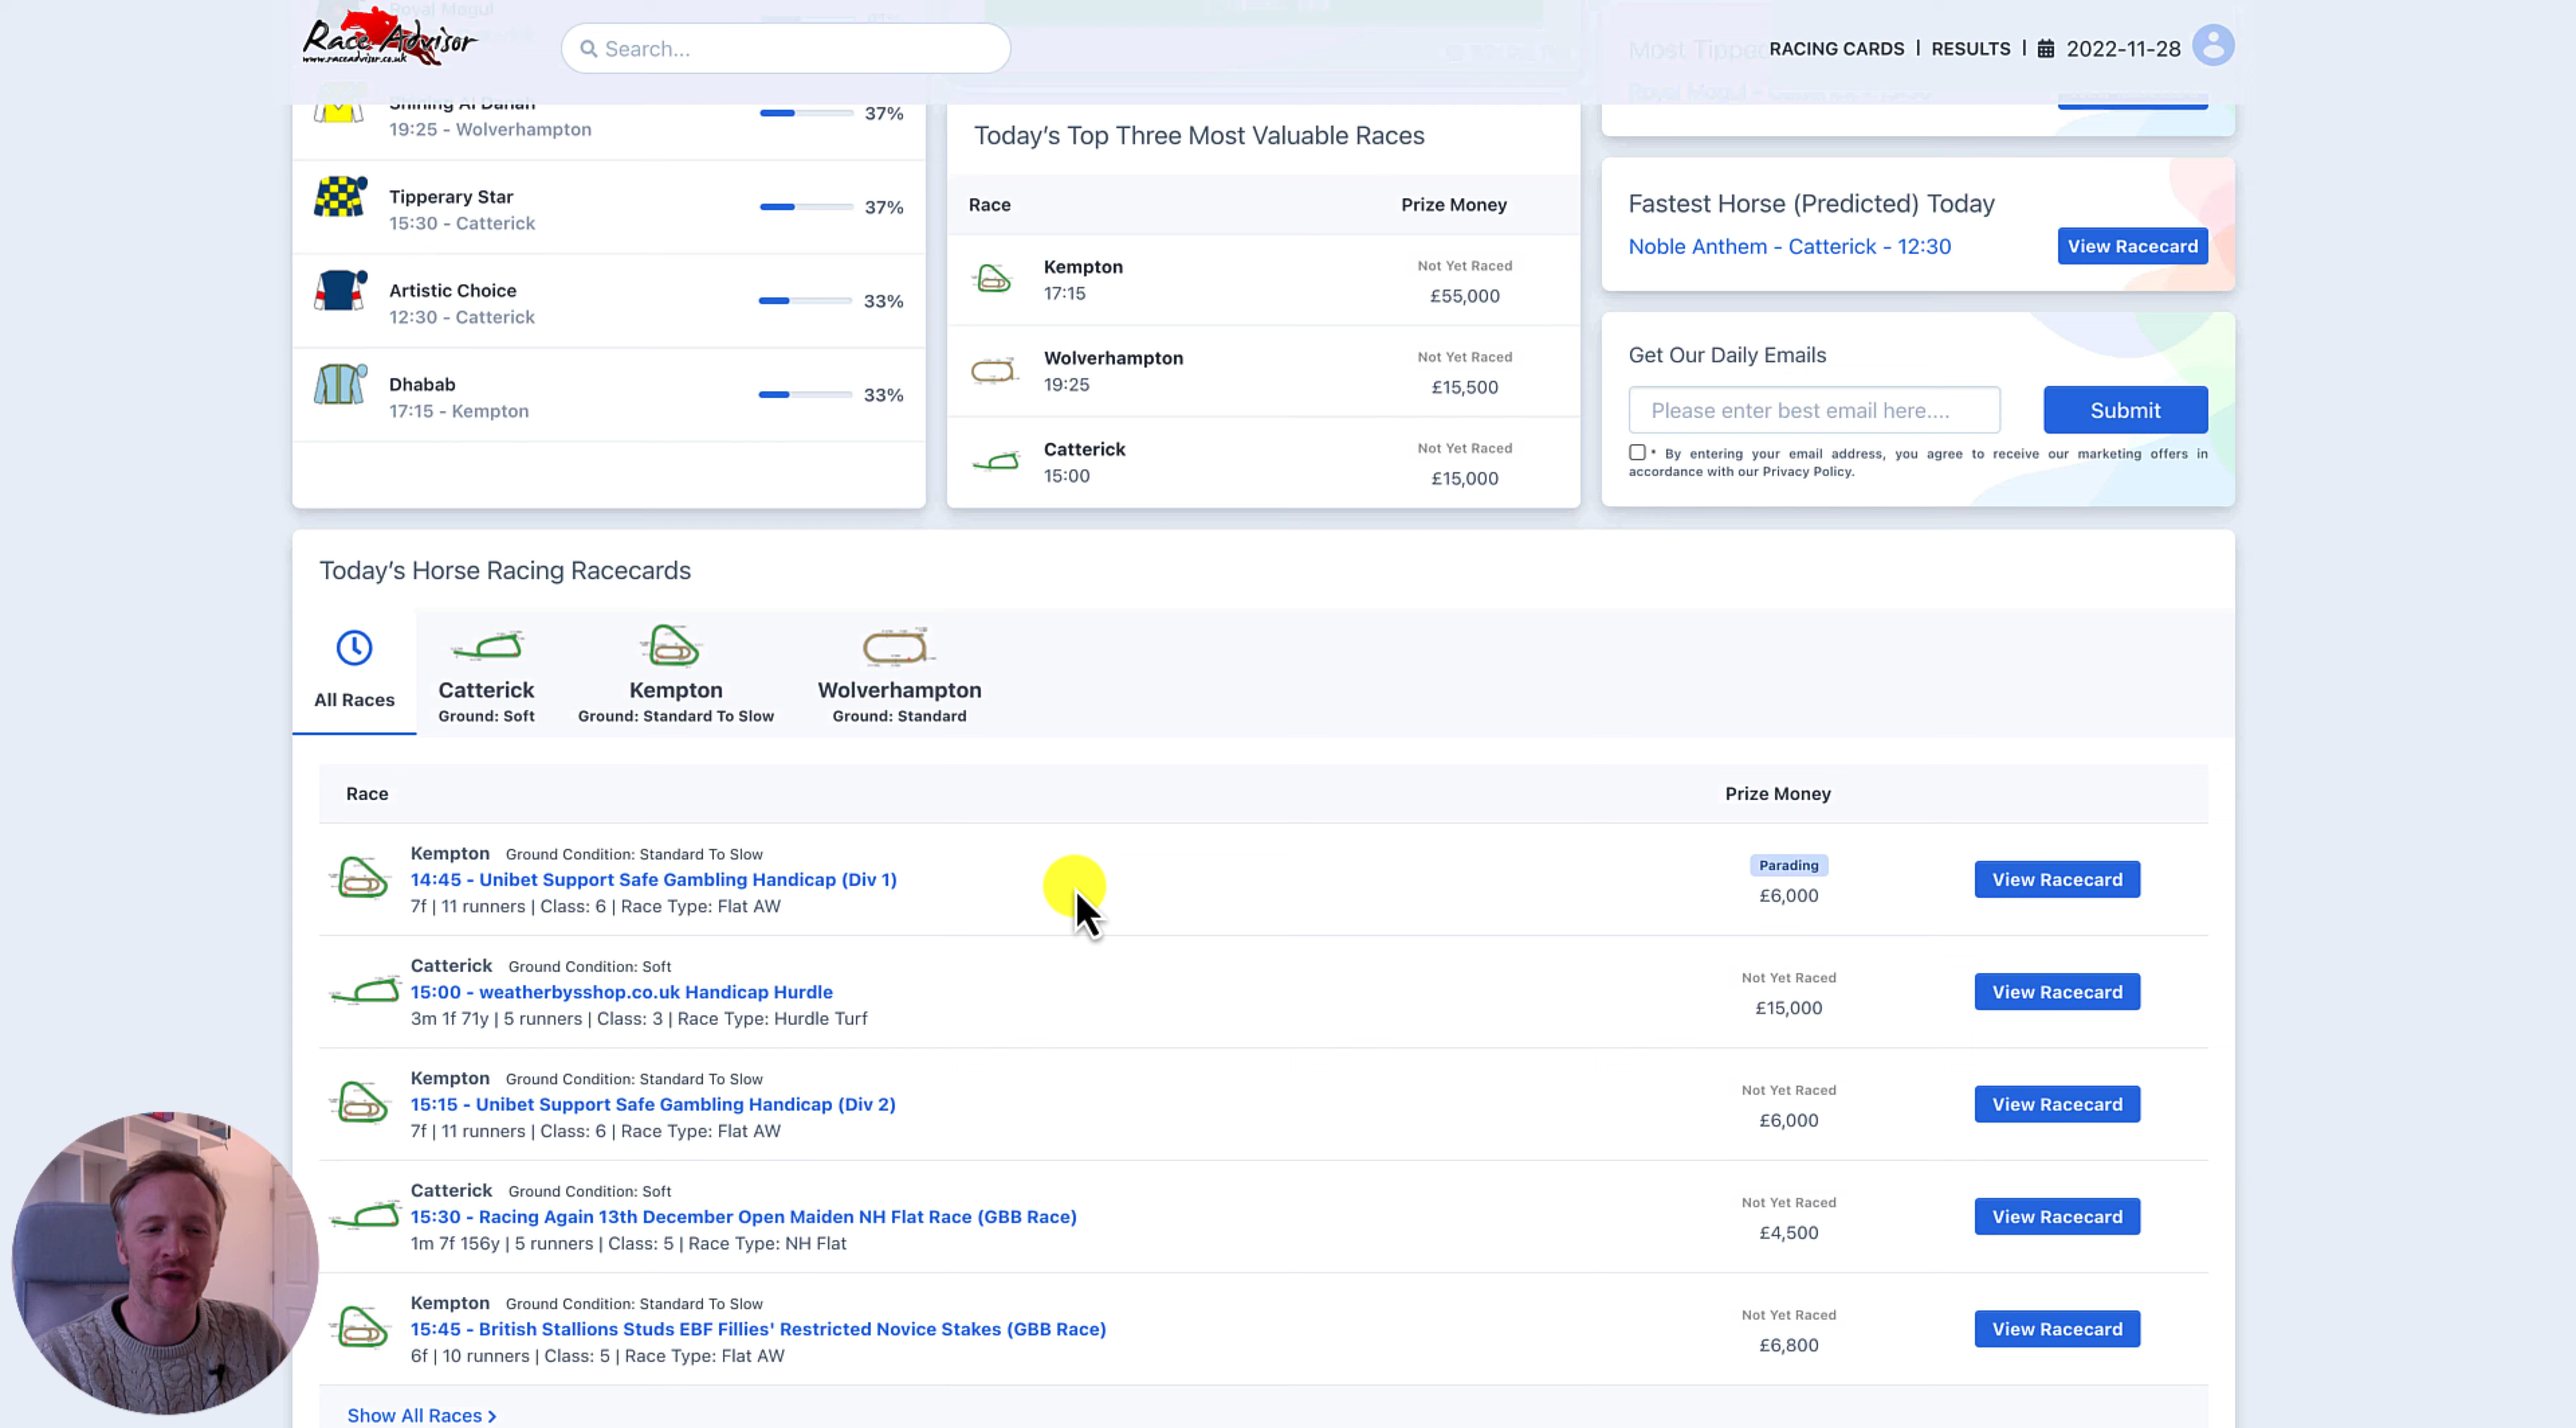 Royal Mogul
41%
Race Advisor
www.raceadvisor.co.uk
Search...
Most Tipped
RACING CARDS | RESULTS | 2022-11-28
Royal Mogul -
Shining Al Danah
19:25 - Wolverhampton
37%
Tipperary Star
15:30 - Catterick
37%
Artistic Choice
12:30 - Catterick
33%
Dhabab
17:15 - Kempton
33%
Today's Top Three Most Valuable Races
Race Prize Money
Kempton
17:15
Not Yet Raced
£55,000
Wolverhampton
19:25
Not Yet Raced
£15,500
Catterick
15:00
Not Yet Raced
£15,000
Fastest Horse (Predicted) Today
Noble Anthem - Catterick - 12:30
View Racecard
Get Our Daily Emails
Please enter best email here....
Submit
* By entering your email address, you agree to receive our marketing offers in
accordance with our Privacy Policy.
Today's Horse Racing Racecards
All Races
Catterick
Ground: Soft
Kempton
Ground: Standard To Slow
Wolverhampton
Ground: Standard
Race Prize Money
Kempton Ground Condition: Standard To Slow
14:45 - Unibet Support Safe Gambling Handicap (Div 1)
7f | 11 runners | Class: 6 | Race Type: Flat AW
Parading
£6,000
View Racecard
Catterick Ground Condition: Soft
15:00 - weatherbysshop.co.uk Handicap Hurdle
3m 1f 71y | 5 runners | Class: 3 | Race Type: Hurdle Turf
Not Yet Raced
£15,000
View Racecard
Kempton Ground Condition: Standard To Slow
15:15 - Unibet Support Safe Gambling Handicap (Div 2)
7f | 11 runners | Class: 6 | Race Type: Flat AW
Not Yet Raced
£6,000
View Racecard
Catterick Ground Condition: Soft
15:30 - Racing Again 13th December Open Maiden NH Flat Race (GBB Race)
1m 7f 156y | 5 runners | Class: 5 | Race Type: NH Flat
Not Yet Raced
£4,500
View Racecard
Kempton Ground Condition: Standard To Slow
15:45 - British Stallions Studs EBF Fillies' Restricted Novice Stakes (GBB Race)
6f | 10 runners | Class: 5 | Race Type: Flat AW
Not Yet Raced
£6,800
View Racecard
Show All Races >